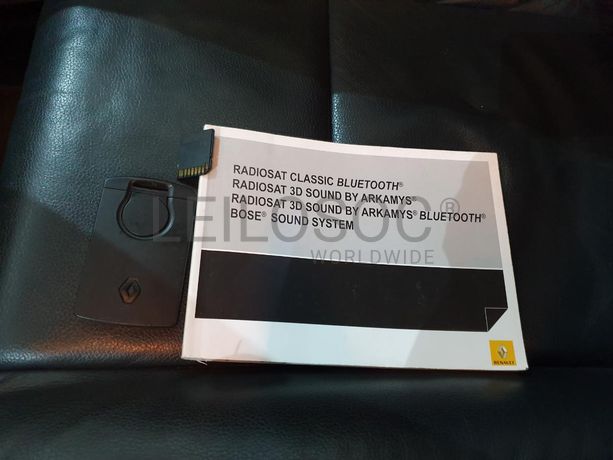 RADIOSAT CLASSIC BLUETOOTH®
RADIOSAT 3D SOUND BY ARKAMYS®
RADIOSAT 3D SOUND BY ARKAMYS® BLUETOOTH®
BOSE® SOUND SYSTEM
LEILOSOC®
WORLDWIDE
RENAULT